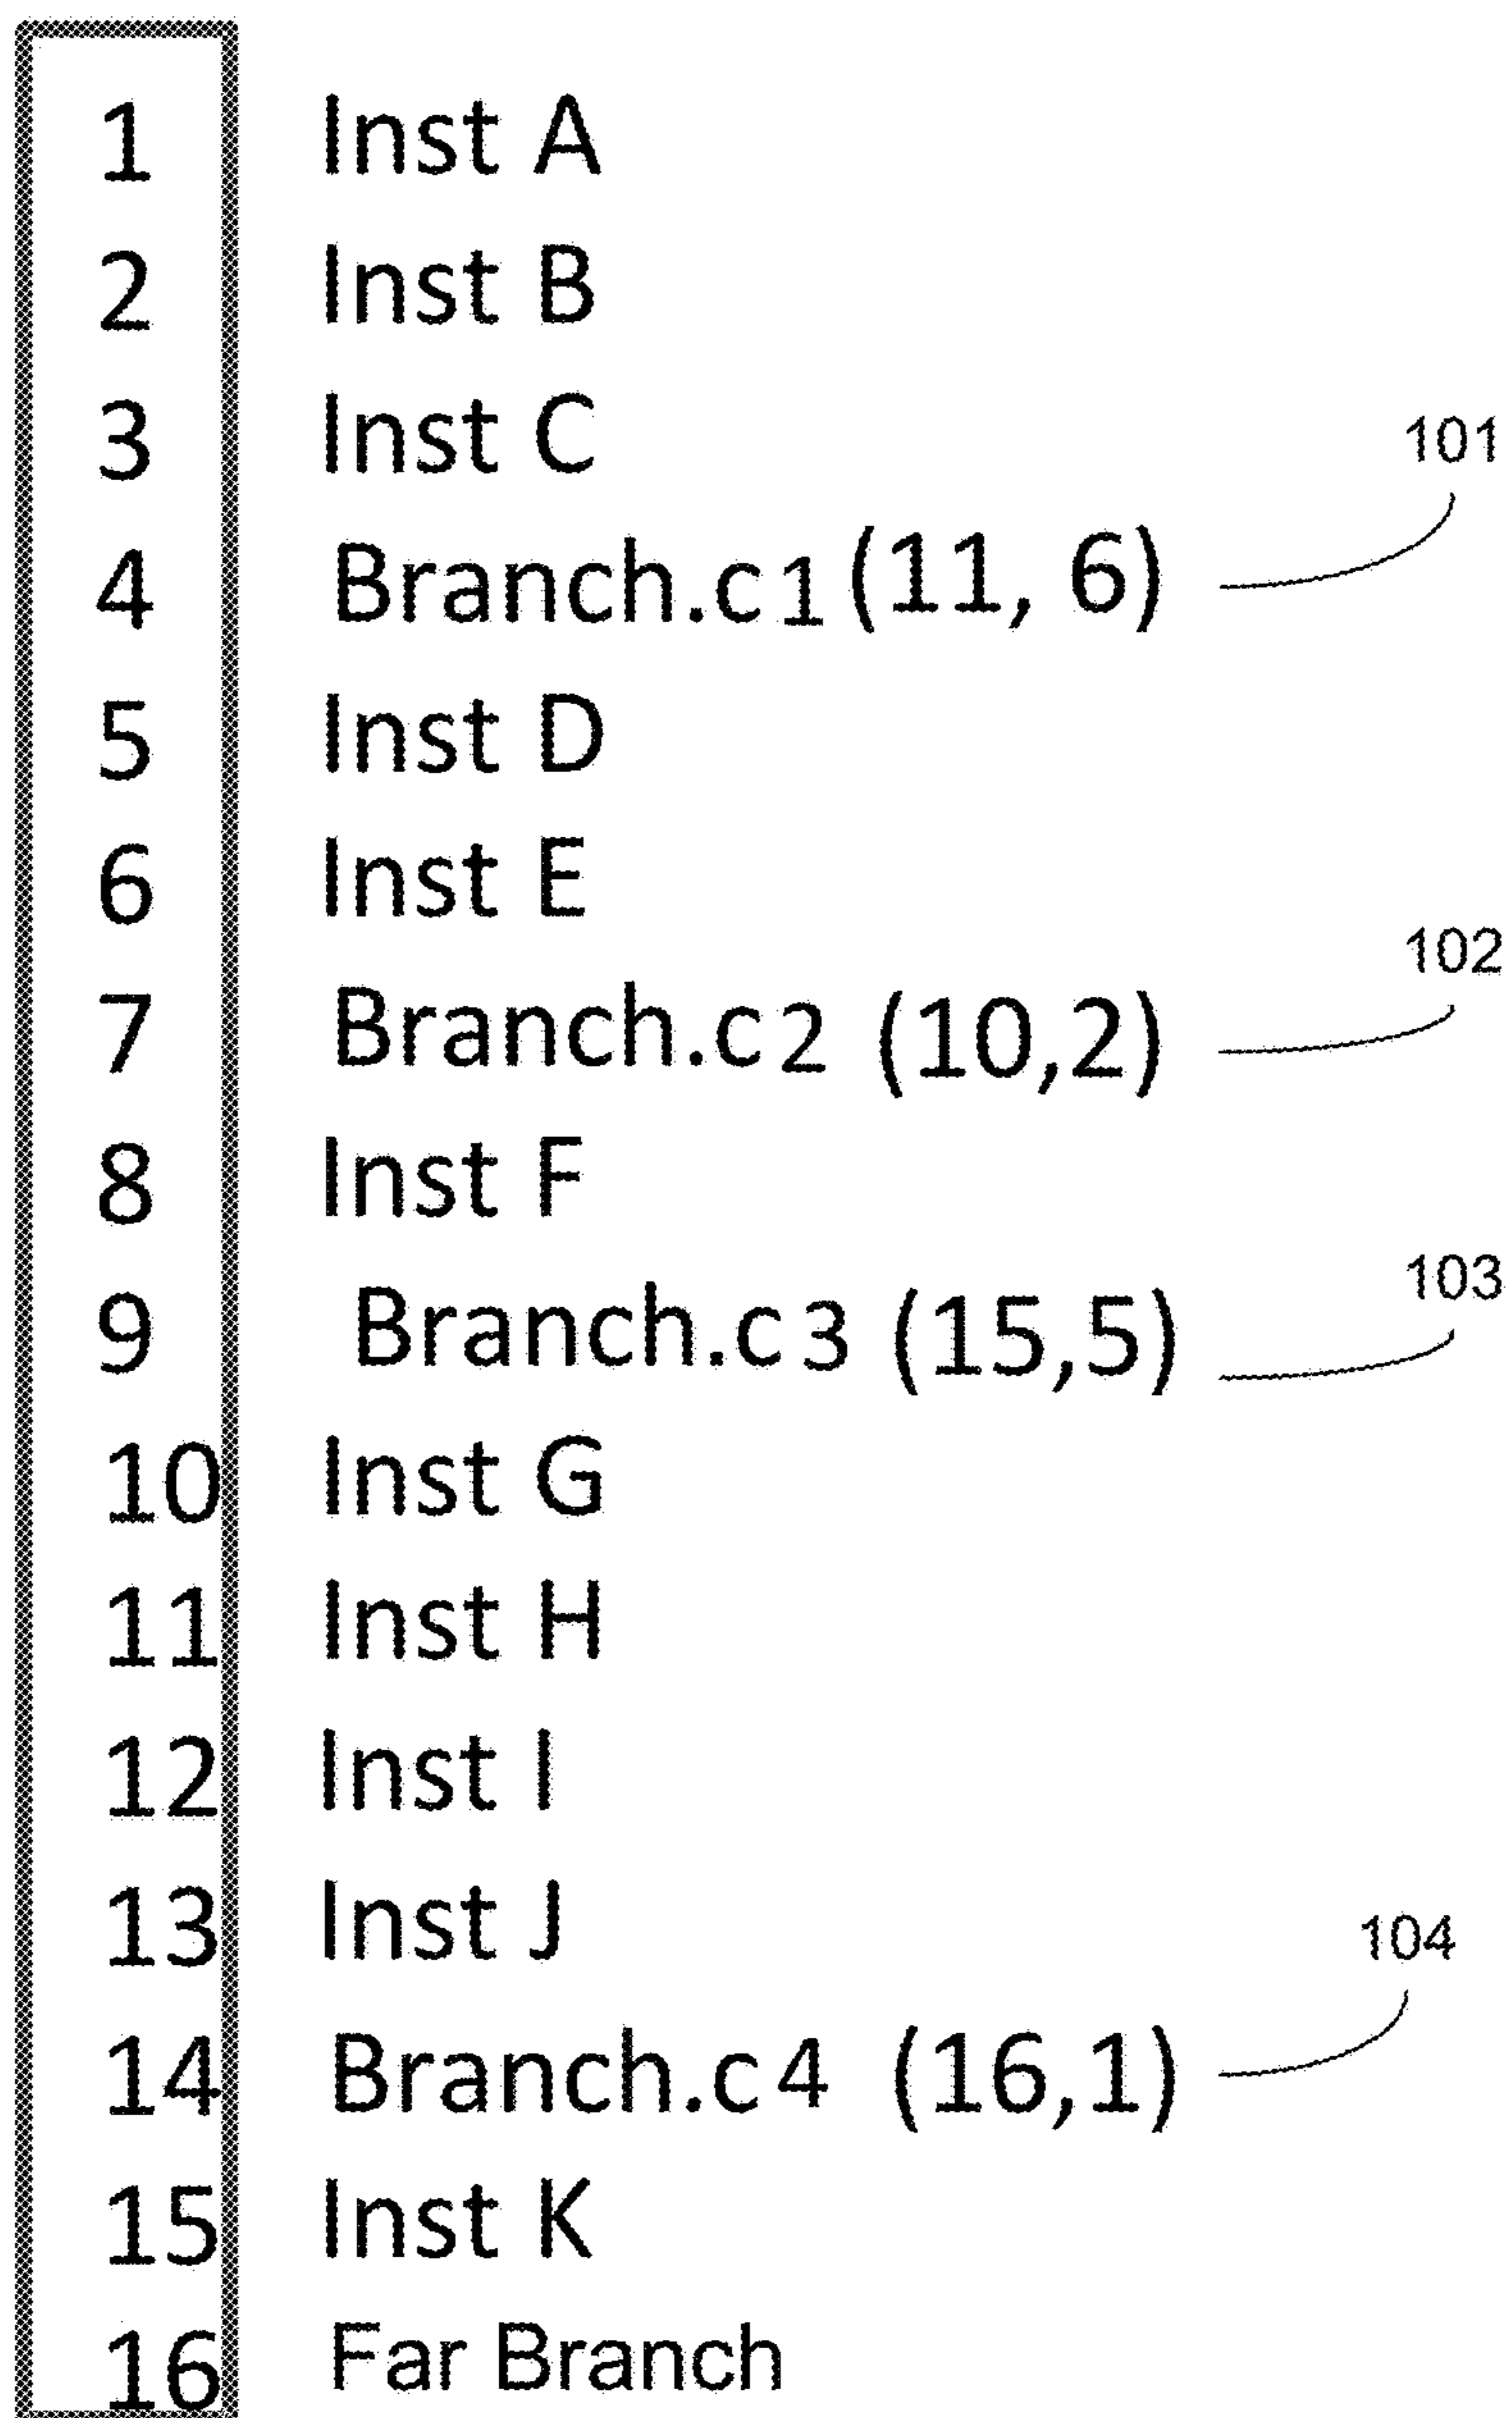 1 Inst A
2 Inst B
3 Inst C
101
4 Branch.c1 (11, 6)
5 Inst D
6 Inst E
102
7 Branch.c2 (10,2)
8 Inst F
103
9 Branch.c3 (15,5)
10 Inst G
11 Inst H
12 Inst I
13 Inst J
104
14 Branch.c4 (16,1)
15 Inst K
16 Far Branch